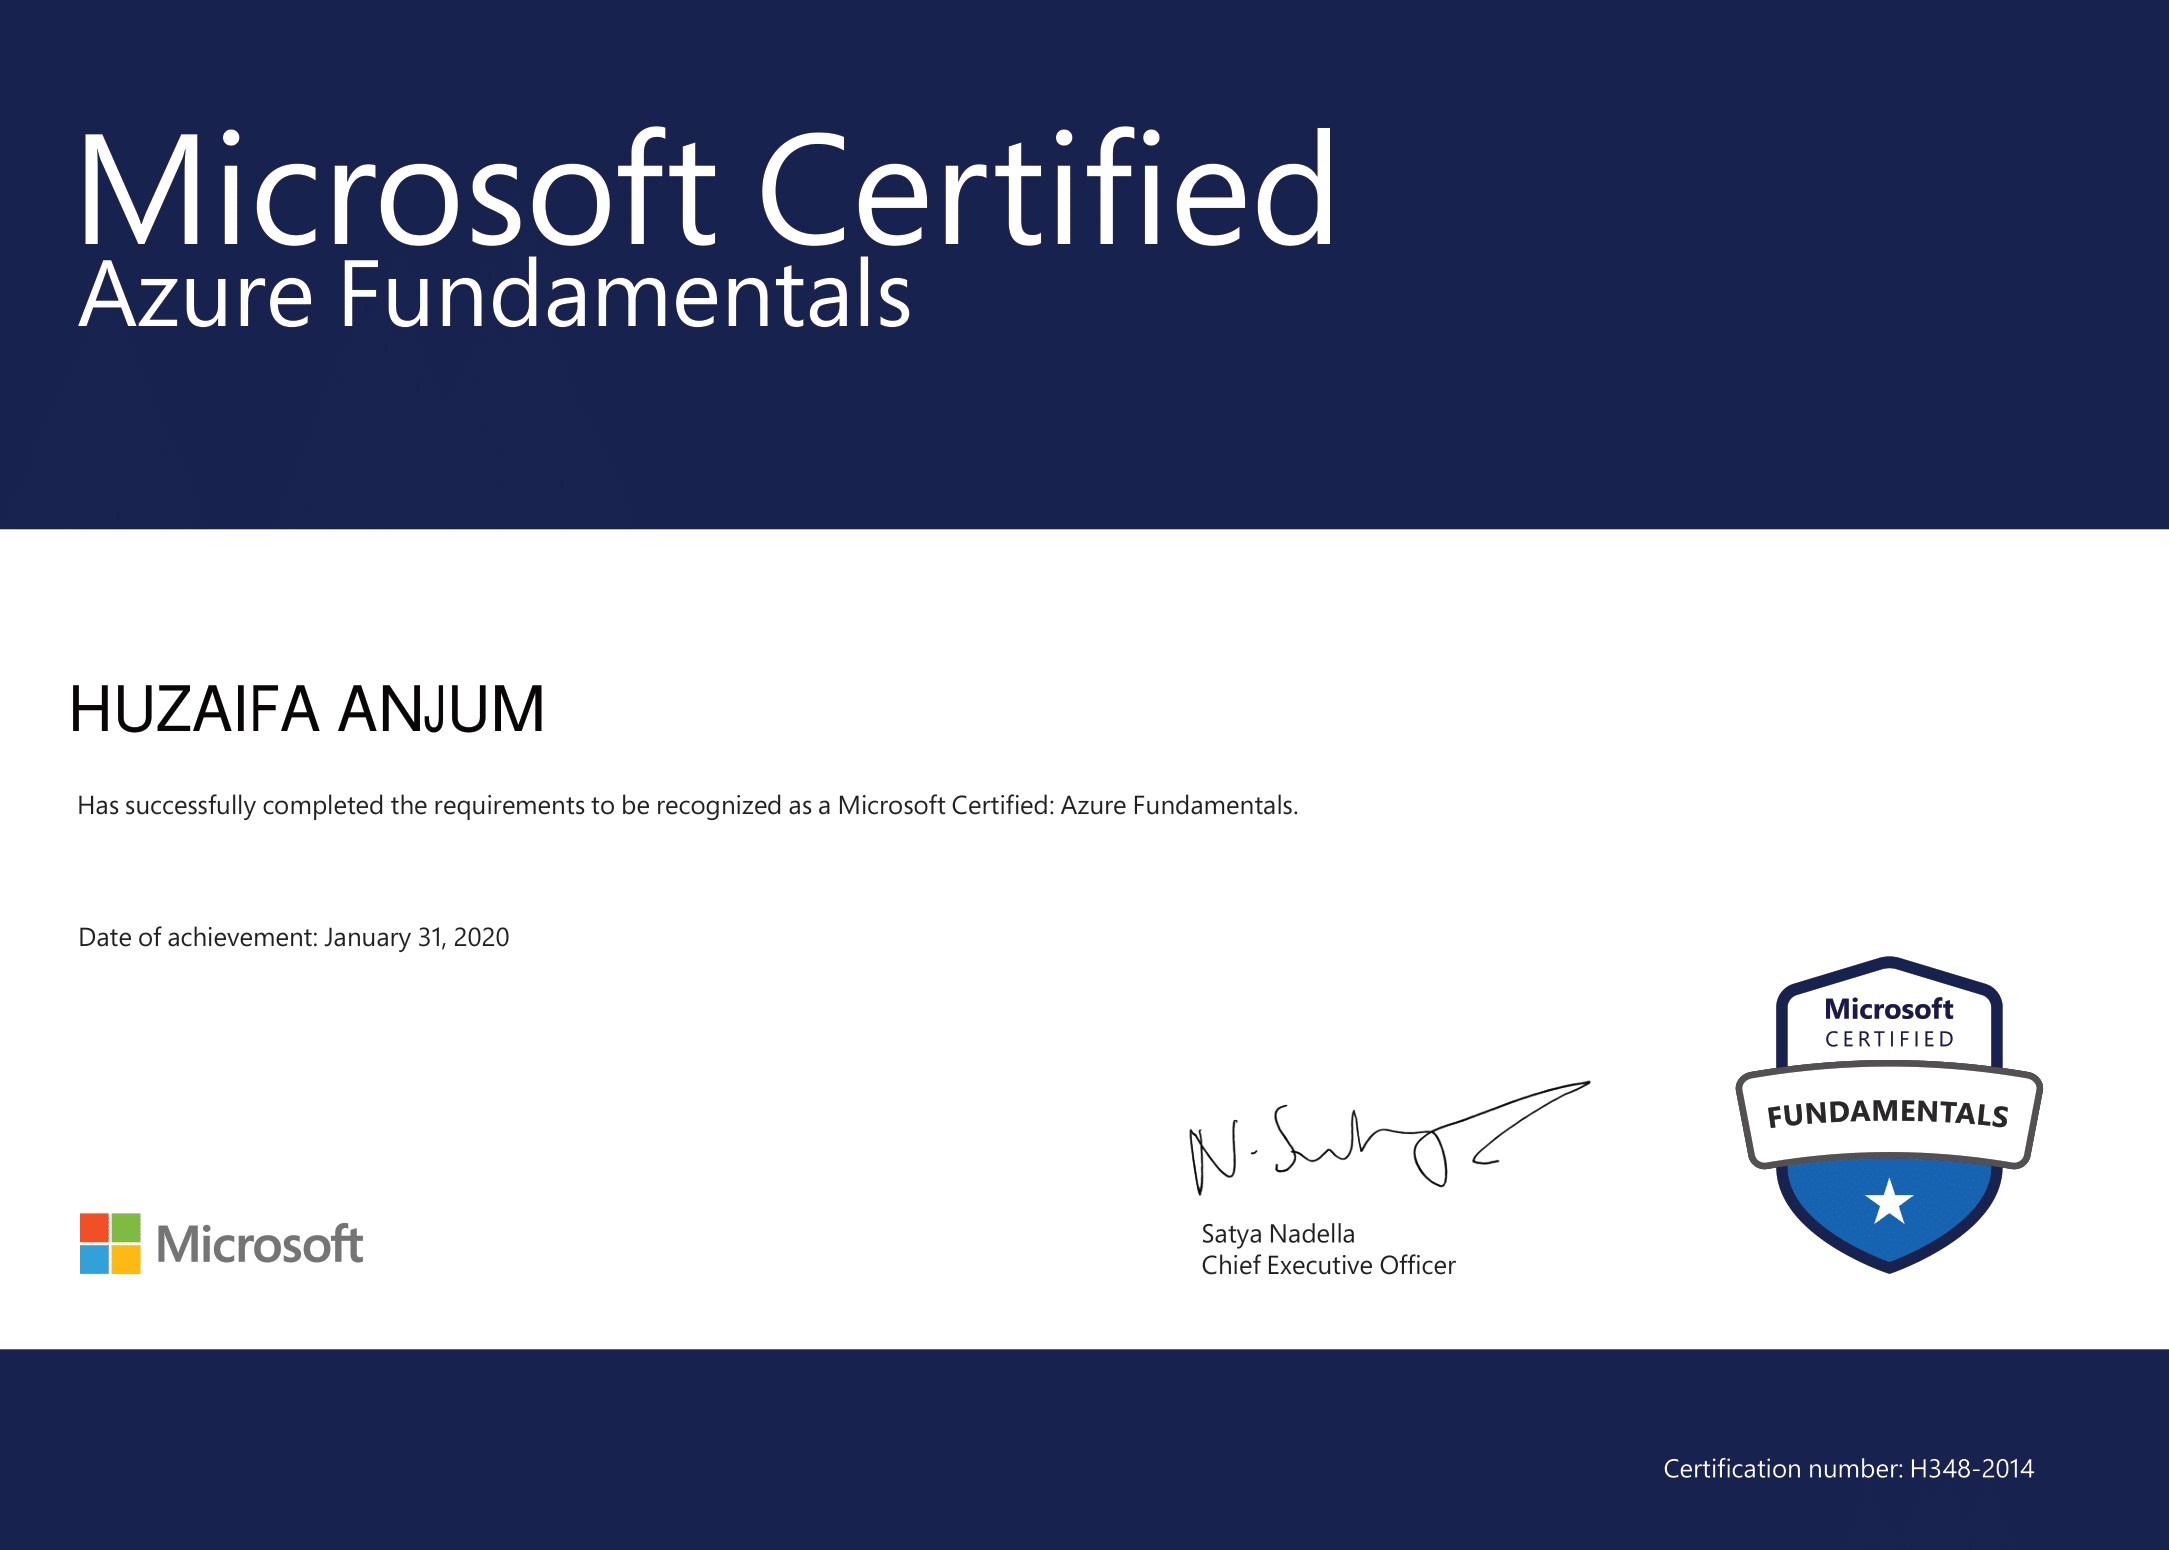 Microsoft Certified
Azure Fundamentals
HUZAIFA ANJUM
Has successfully completed the requirements to be recognized as a Microsoft Certified: Azure Fundamentals.
Date of achievement: January 31, 2020
Microsoft
CERTIFIED
FUNDAMENTALS
N. Satya
Satya Nadella
Chief Executive Officer
Microsoft
Certification number: H348-2014